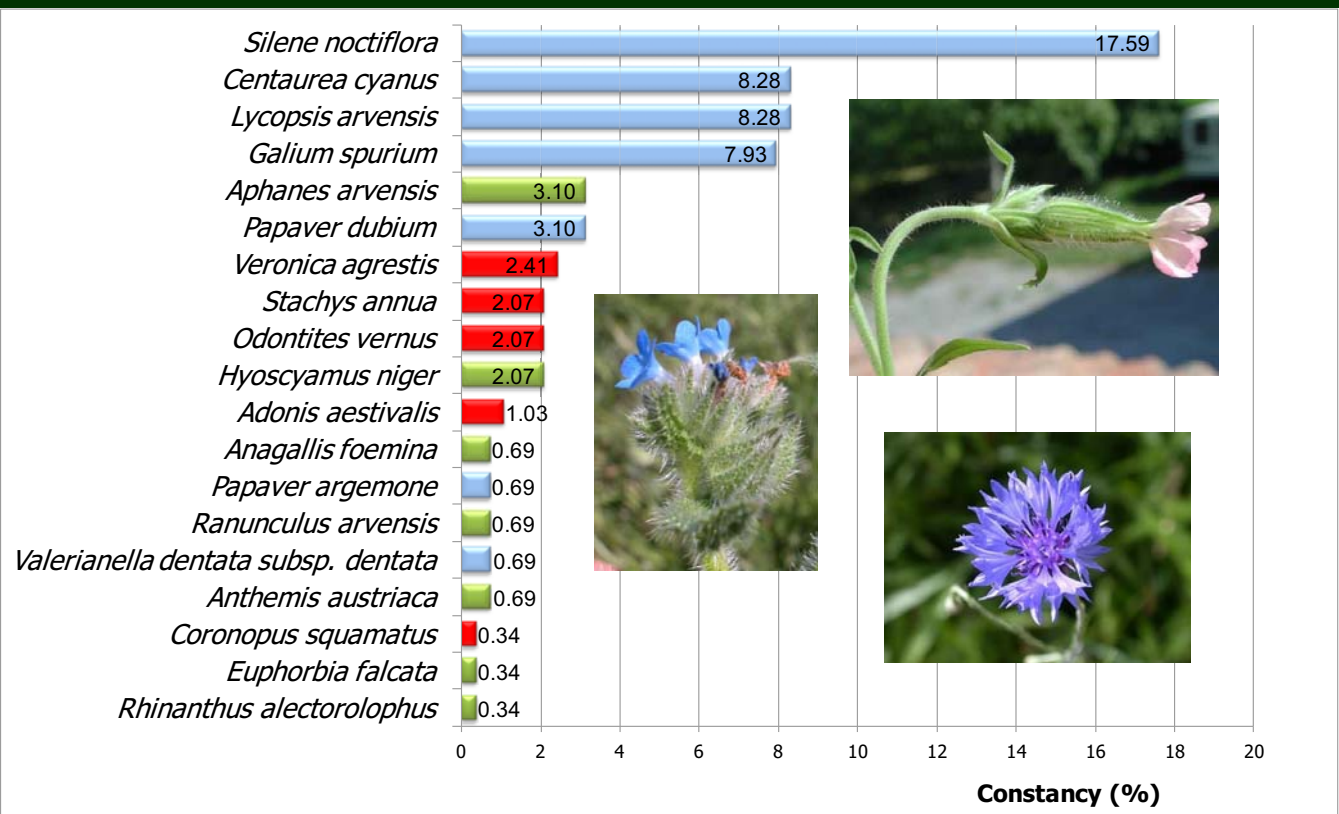 Silene noctiflora 17.59
Centaurea cyanus 8.28
Lycopsis arvensis 8.28
Galium spurium 7.93
Aphanes arvensis 3.10
Papaver dubium 3.10
Veronica agrestis 2.41
Stachys annua 2.07
Odontites vernus 2.07
Hyoscyamus niger 2.07
Adonis aestivalis 1.03
Anagallis foemina 0.69
Papaver argemone 0.69
Ranunculus arvensis 0.69
Valerianella dentata subsp. dentata 0.69
Anthemis austriaca 0.69
Coronopus squamatus 0.34
Euphorbia falcata 0.34
Rhinanthus alectorolophus 0.34
0 2 4 6 8 10 12 14 16 18 20
Constancy (%)